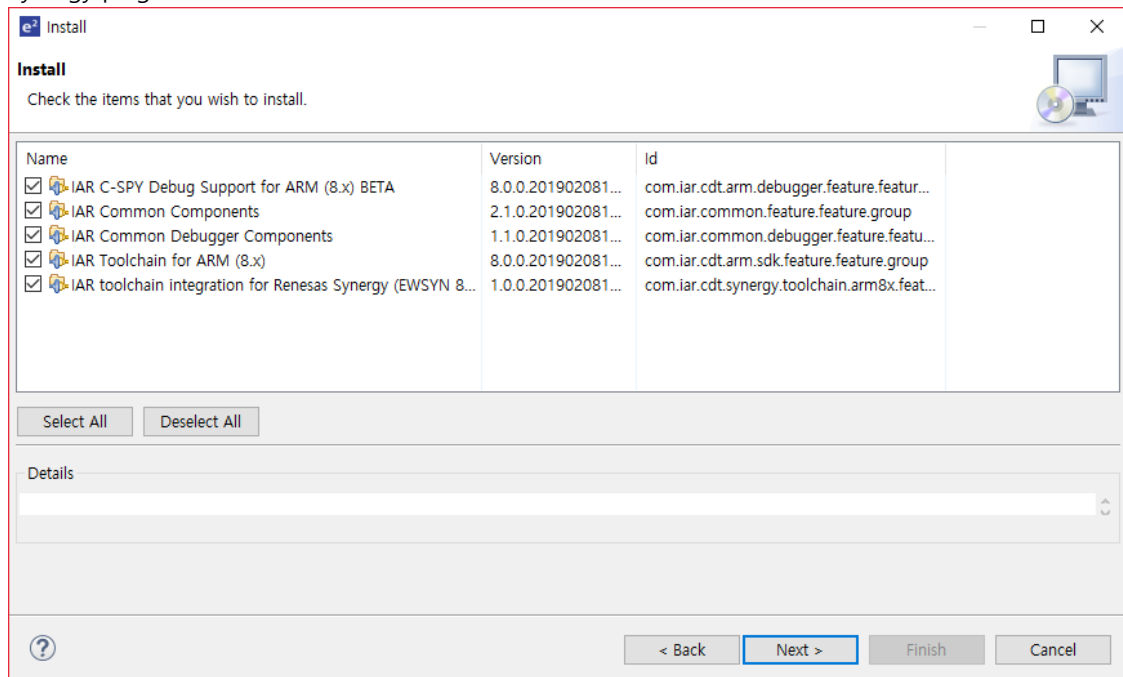 e² Install
Install
Check the items that you wish to install.
Name Version Id
IAR C-SPY Debug Support for ARM (8.x) BETA 8.0.0.201902081... com.iar.cdt.arm.debugger.feature.featur...
IAR Common Components 2.1.0.201902081... com.iar.common.feature.feature.group
IAR Common Debugger Components 1.1.0.201902081... com.iar.common.debugger.feature.featu...
IAR Toolchain for ARM (8.x) 8.0.0.201902081... com.iar.cdt.arm.sdk.feature.feature.group
IAR toolchain integration for Renesas Synergy (EWSYN 8... 1.0.0.201902081... com.iar.cdt.synergy.toolchain.arm8x.feat...
Select All Deselect All
Details
? < Back Next > Finish Cancel